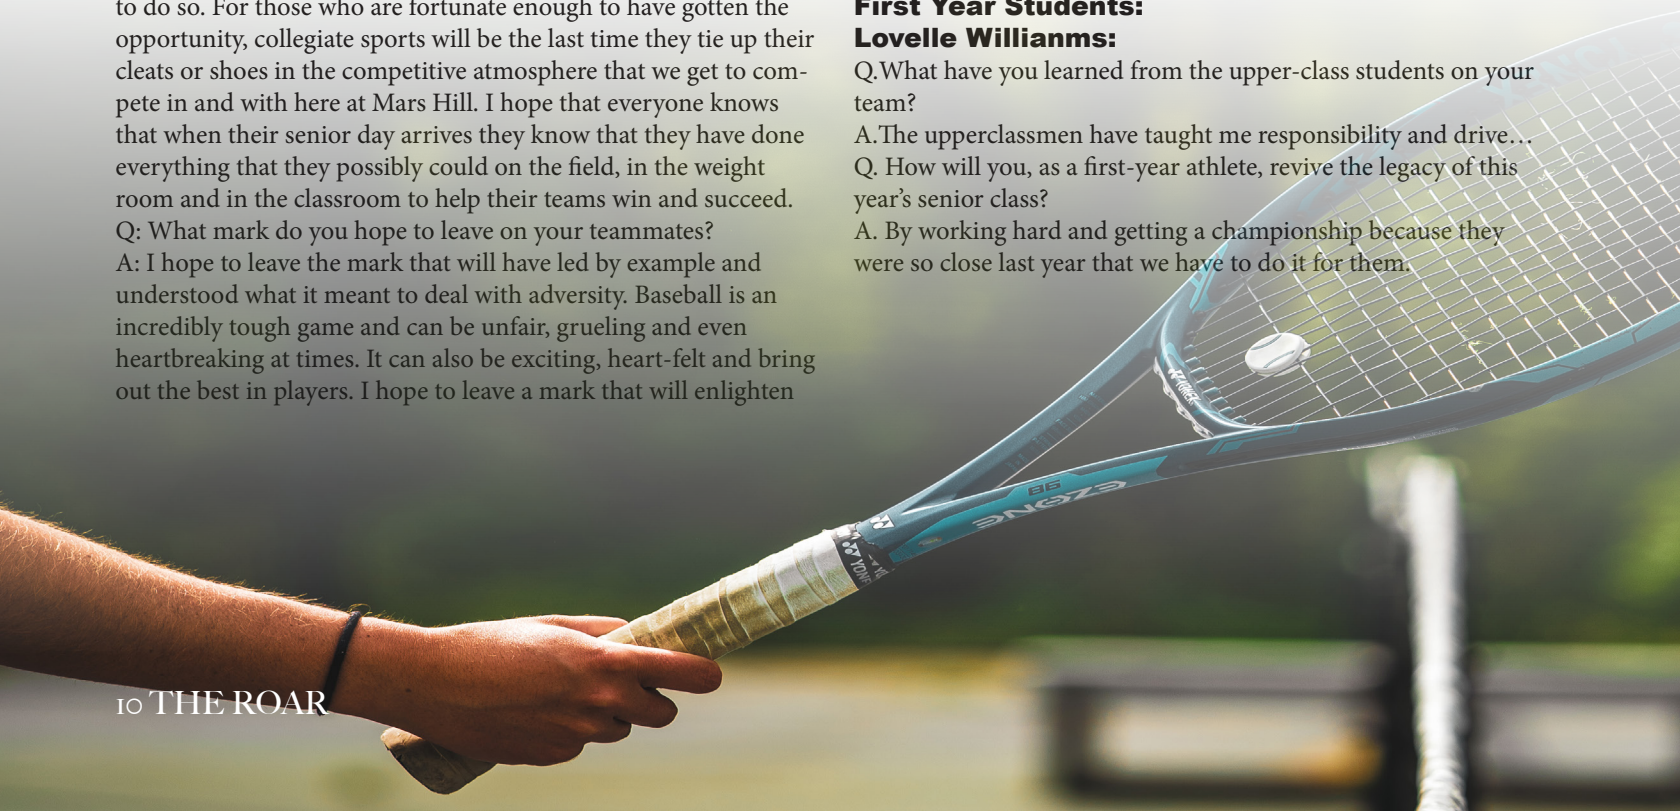 to do so. For those who are fortunate enough to have gotten the
opportunity, collegiate sports will be the last time they tie up their
cleats or shoes in the competitive atmosphere that we get to com-
pete in and with here at Mars Hill. I hope that everyone knows
that when their senior day arrives they know that they have done
everything that they possibly could on the field, in the weight
room and in the classroom to help their teams win and succeed.
Q: What mark do you hope to leave on your teammates?
A: I hope to leave the mark that will have led by example and
understood what it meant to deal with adversity. Baseball is an
incredibly tough game and can be unfair, grueling and even
heartbreaking at times. It can also be exciting, heart-felt and bring
out the best in players. I hope to leave a mark that will enlighten
First Year Students:
Lovelle Willianms:
Q.What have you learned from the upper-class students on your
team?
A.The upperclassmen have taught me responsibility and drive…
Q. How will you, as a first-year athlete, revive the legacy of this
year’s senior class?
A. By working hard and getting a championship because they
were so close last year that we have to do it for them.
YONEX
98
EZONE
10 THE ROAR